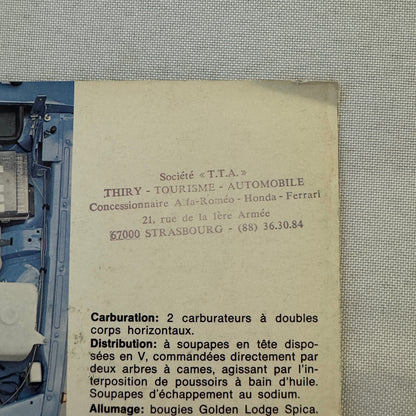 Société « T.T.A. »
THIRY - TOURISME - AUTOMOBILE
Concessionnaire Alfa-Roméo - Honda - Ferrari
21, rue de la 1ère Armée
67000 STRASBOURG - (88) 36.30.84
Carburation: 2 carburateurs à doubles
corps horizontaux.
Distribution: à soupapes en tête dispo-
sées en V, commandées directement par
deux arbres à cames, agissant par l'in-
terposition de poussoirs à bain d'huile.
Soupapes d'échappement au sodium.
Allumage: bougies Golden Lodge Spica,